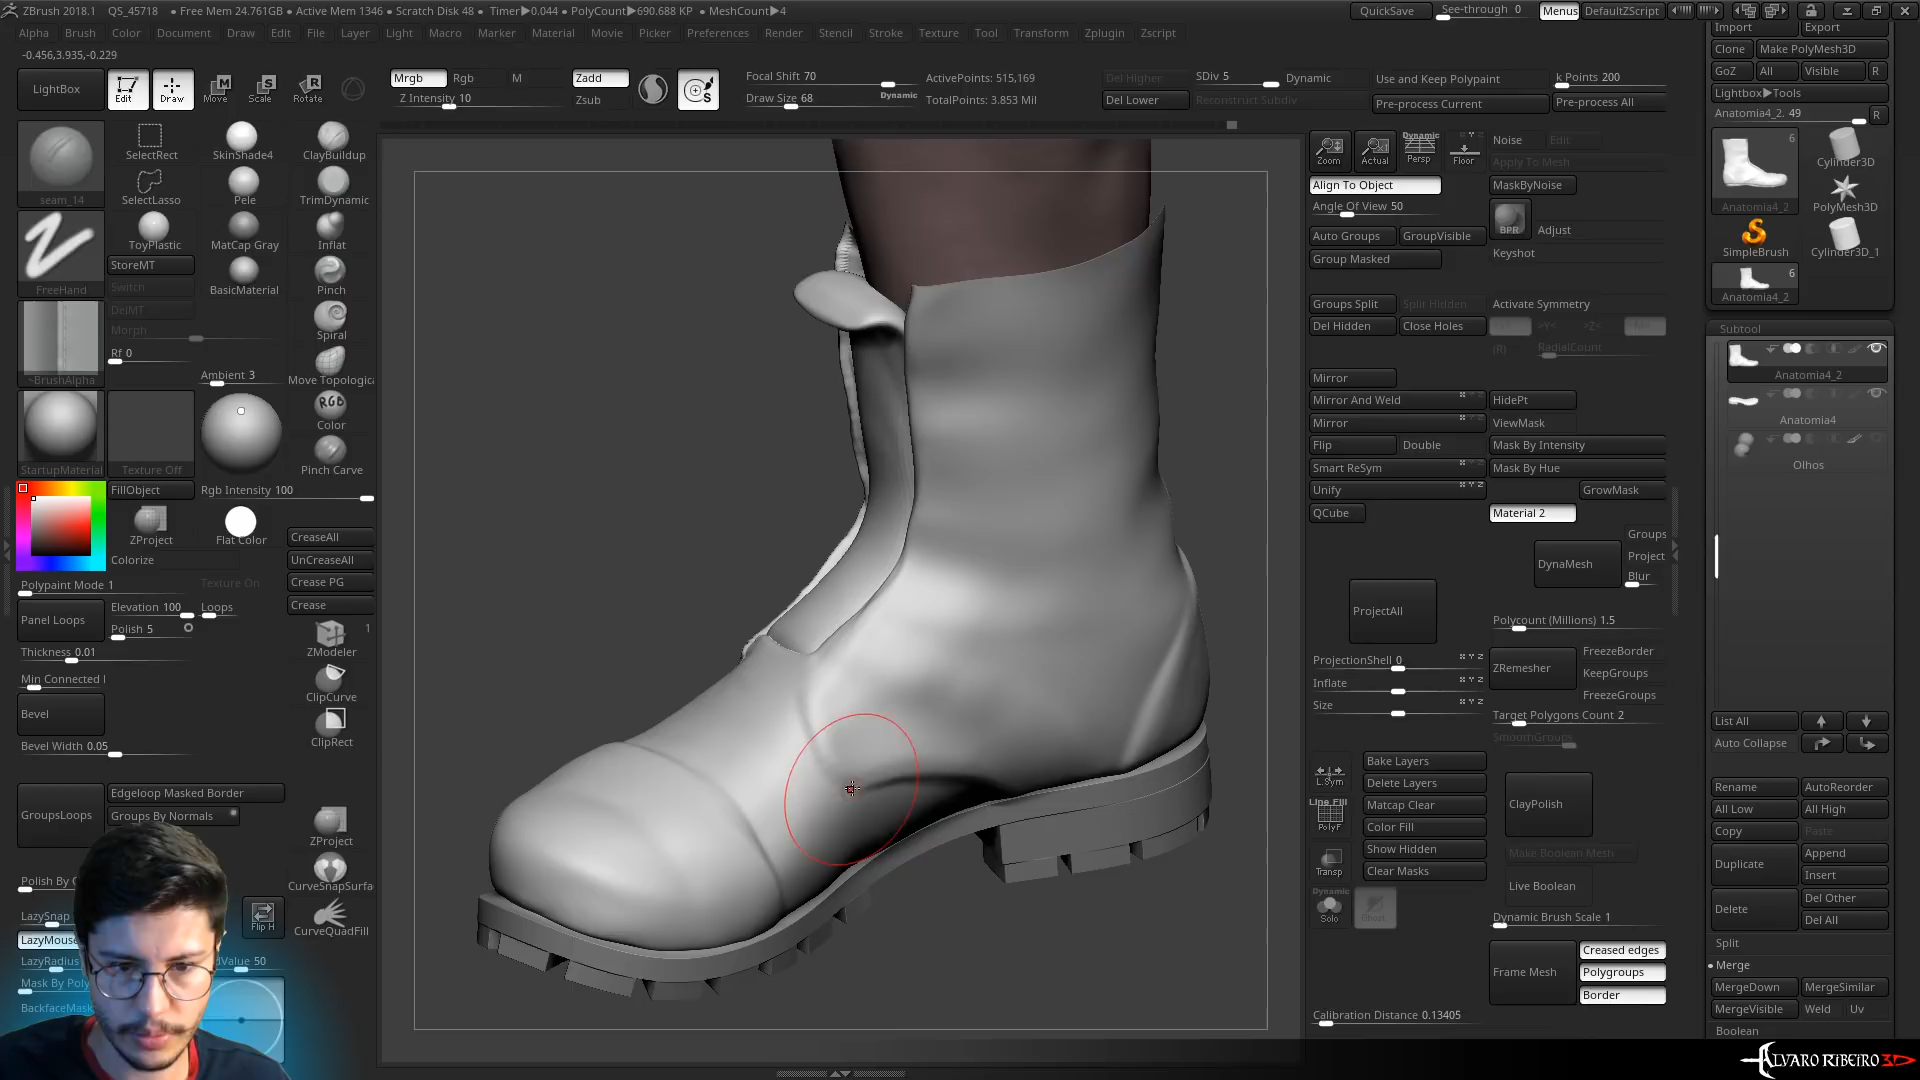 ZBrush 2018.1 QS_45718 • Free Mem 24.761GB • Active Mem 1346 • Scratch Disk 48 • Timer▶0.044 • PolyCount▶690.688 KP • MeshCount▶4
QuickSave See-through 0 Menus DefaultZScript
Alpha Brush Color Document Draw Edit File Layer Light Macro Marker Material Movie Picker Preferences Render Stencil Stroke Texture Tool Transform Zplugin Zscript
-0.456,3.935,-0.229
LightBox Edit Draw Move Scale Rotate
Mrgb Rgb M
Z Intensity 10
Zadd
Zsub
Focal Shift 70
Draw Size 68 Dynamic
ActivePoints: 515,169
TotalPoints: 3.853 Mil
Del Higher
Del Lower
SDiv 5 Dynamic
Reconstruct Subdiv
Use and Keep Polypaint
Pre-process Current
k Points 200
Pre-process All
seam_14
FreeHand
~BrushAlpha
StartupMaterial
SelectRect
SelectLasso
ToyPlastic
StoreMT
Switch
DelMT
Morph
Rf 0
Ambient 3
Texture Off
SkinShade4
Pele
MatCap Gray
BasicMaterial
ClayBuildup
TrimDynamic
Inflat
Pinch
Spiral
Move Topologica
RGB
Color
Pinch Carve
FillObject
Rgb Intensity 100
ZProject
Flat Color
Colorize
Polypaint Mode 1
Texture On
CreaseAll
UnCreaseAll
Crease PG
Crease
Panel Loops
Elevation 100
Loops
Polish 5
Thickness 0.01
Min Connected
Bevel
Bevel Width 0.05
ZModeler
1
ClipCurve
ClipRect
GroupsLoops
Edgeloop Masked Border
Groups By Normals
ZProject
CurveSnapSurfa
CurveQuadFill
Flip H
LazySnap
LazyMouse
LazyRadius
50
Mask By Poly
BackfaceMask
Zoom Actual Dynamic Persp Floor
Align To Object
Angle Of View 50
Auto Groups GroupVisible
Group Masked
Groups Split Split Hidden
Del Hidden Close Holes
Mirror
Mirror And Weld
Mirror
Flip Double
Smart ReSym
Unify
QCube
ProjectAll
ProjectionShell 0
Inflate
Size
L.Sym
Line Fill
PolyF
Transp
Dynamic
Solo
Ghost
Bake Layers
Delete Layers
Matcap Clear
Color Fill
Show Hidden
Clear Masks
Calibration Distance 0.13405
Noise Edit
Apply To Mesh
MaskByNoise
BPR Adjust
Keyshot
Activate Symmetry
>Y< >Z< >M<
(R) RadialCount
HidePt
ViewMask
Mask By Intensity
Mask By Hue
GrowMask
Material 2
Groups
DynaMesh
Project
Blur
Polycount (Millions) 1.5
ZRemesher
FreezeBorder
KeepGroups
FreezeGroups
Target Polygons Count 2
SmoothGroups
ClayPolish
Make Boolean Mesh
Live Boolean
Dynamic Brush Scale 1
Frame Mesh
Creased edges
Polygroups
Border
Import Export
Clone Make PolyMesh3D
GoZ All Visible R
Lightbox▶Tools
Anatomia4_2. 49 R
6
Anatomia4_2
Cylinder3D
PolyMesh3D
SimpleBrush
Cylinder3D_1
6
Anatomia4_2
Subtool
Anatomia4_2
Anatomia4
Olhos
List All
Auto Collapse
Rename AutoReorder
All Low All High
Copy Paste
Duplicate Append
Insert
Delete Del Other
Del All
Split
• Merge
MergeDown MergeSimilar
MergeVisible Weld Uv
Boolean
ALVARO RIBEIRO 3D